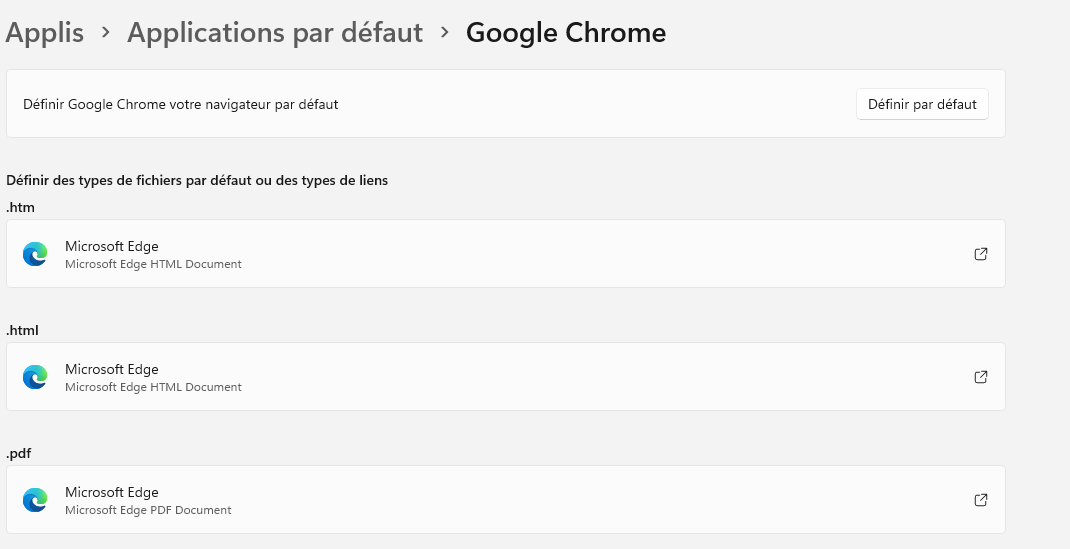 Applis > Applications par défaut > Google Chrome
Définir Google Chrome votre navigateur par défaut
Définir par défaut
Définir des types de fichiers par défaut ou des types de liens
.htm
Microsoft Edge
Microsoft Edge HTML Document
.html
Microsoft Edge
Microsoft Edge HTML Document
.pdf
Microsoft Edge
Microsoft Edge PDF Document